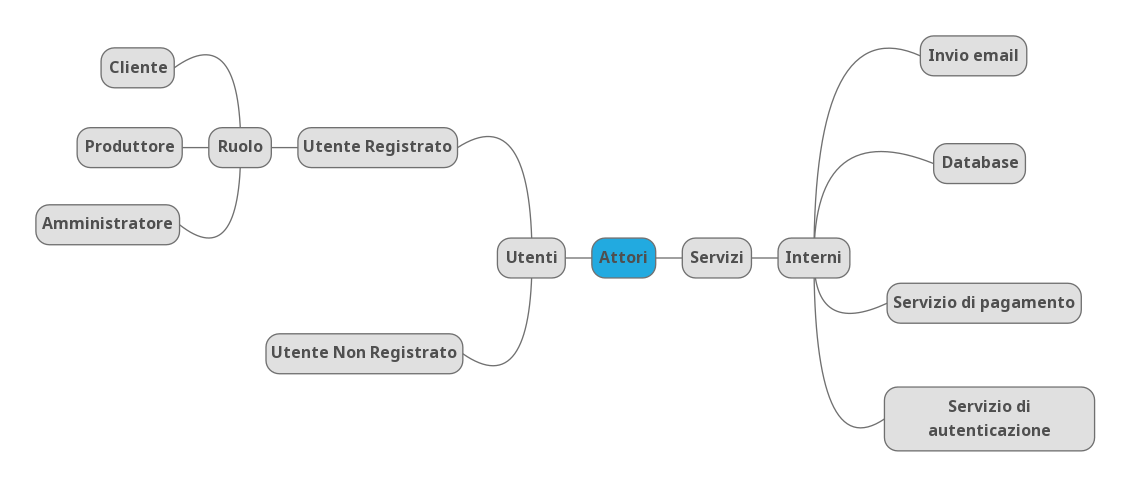 Cliente
Produttore
Amministratore
Ruolo
Utente Registrato
Utente Non Registrato
Utenti
Attori
Servizi
Interni
Invio email
Database
Servizio di pagamento
Servizio di
autenticazione